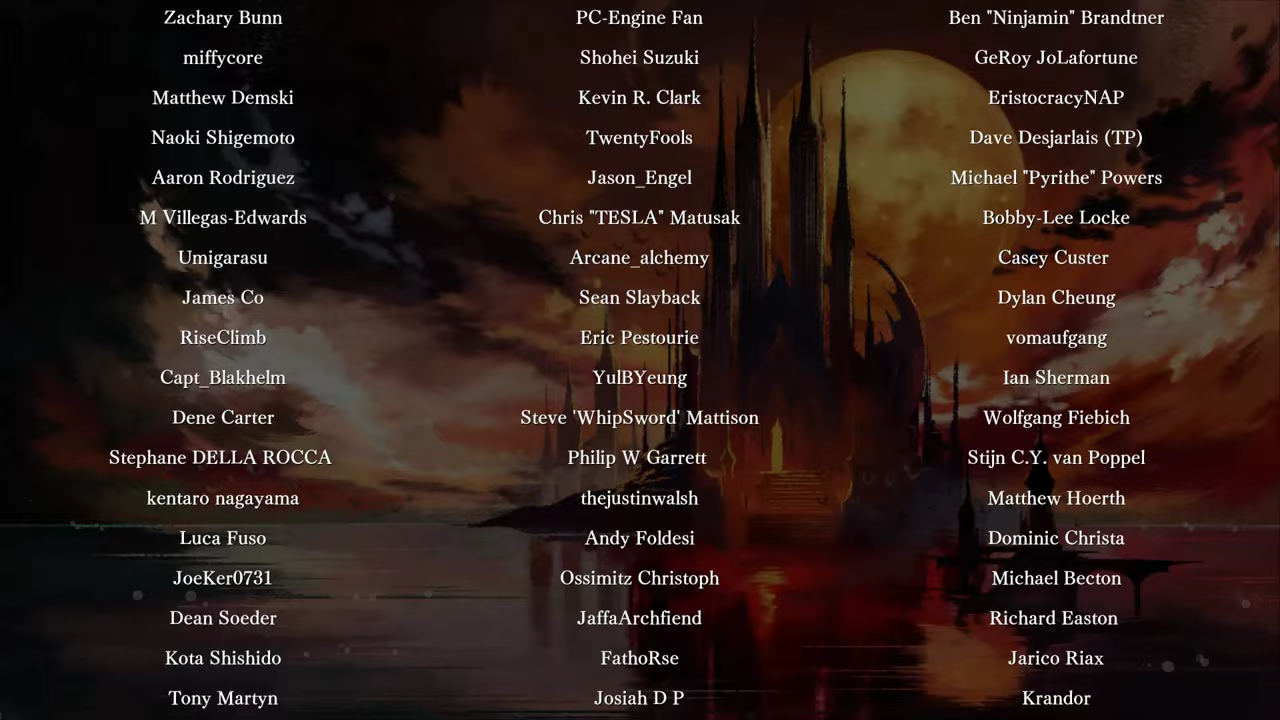 Zachary Bunn PC-Engine Fan Ben "Ninjamin" Brandtner
miffycore Shohei Suzuki GeRoy JoLafortune
Matthew Demski Kevin R. Clark EristocracyNAP
Naoki Shigemoto TwentyFools Dave Desjarlais (TP)
Aaron Rodriguez Jason_Engel Michael "Pyrithe" Powers
M Villegas-Edwards Chris "TESLA" Matusak Bobby-Lee Locke
Umigarasu Arcane_alchemy Casey Custer
James Co Sean Slayback Dylan Cheung
RiseClimb Eric Pestourie vomaufgang
Capt_Blakhelm YulBYeung Ian Sherman
Dene Carter Steve 'WhipSword' Mattison Wolfgang Fiebich
Stephane DELLA ROCCA Philip W Garrett Stijn C.Y. van Poppel
kentaro nagayama thejustinwalsh Matthew Hoerth
Luca Fuso Andy Foldesi Dominic Christa
JoeKer0731 Ossimitz Christoph Michael Becton
Dean Soeder JaffaArchfiend Richard Easton
Kota Shishido FathoRse Jarico Riax
Tony Martyn Josiah D P Krandor